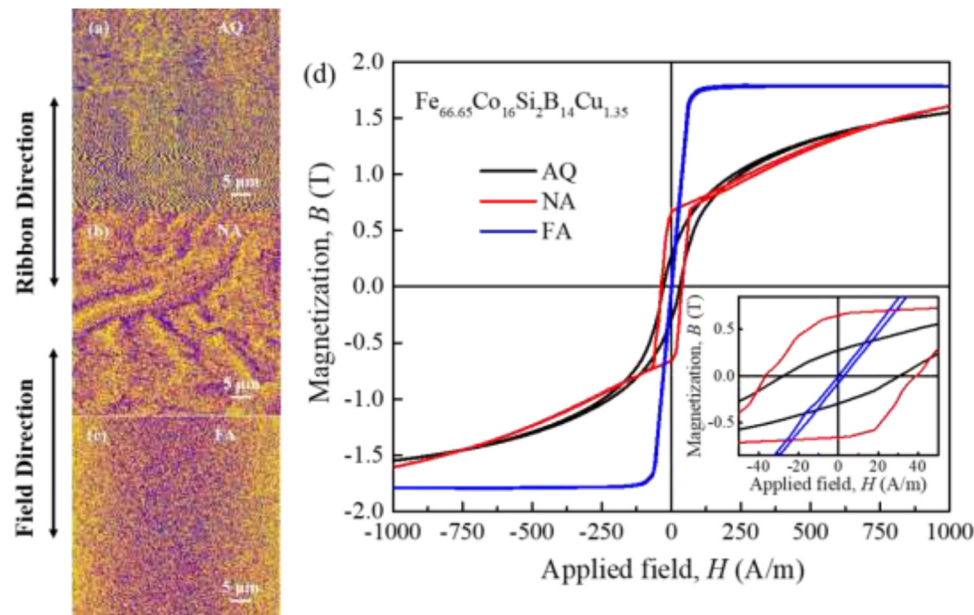 Ribbon Direction
Field Direction
(a) AQ
5 μm
(b) NA
5 μm
(c) FA
5 μm
(d)
Fe66.65Co16Si2B14Cu1.35
AQ
NA
FA
Magnetization, B (T)
2.0
1.5
1.0
0.5
0.0
-0.5
-1.0
-1.5
-2.0
-1000 -750 -500 -250 0 250 500 750 1000
Applied field, H (A/m)
Magnetization, B (T)
0.5
0.0
-0.5
-40 -20 0 20 40
Applied field, H (A/m)